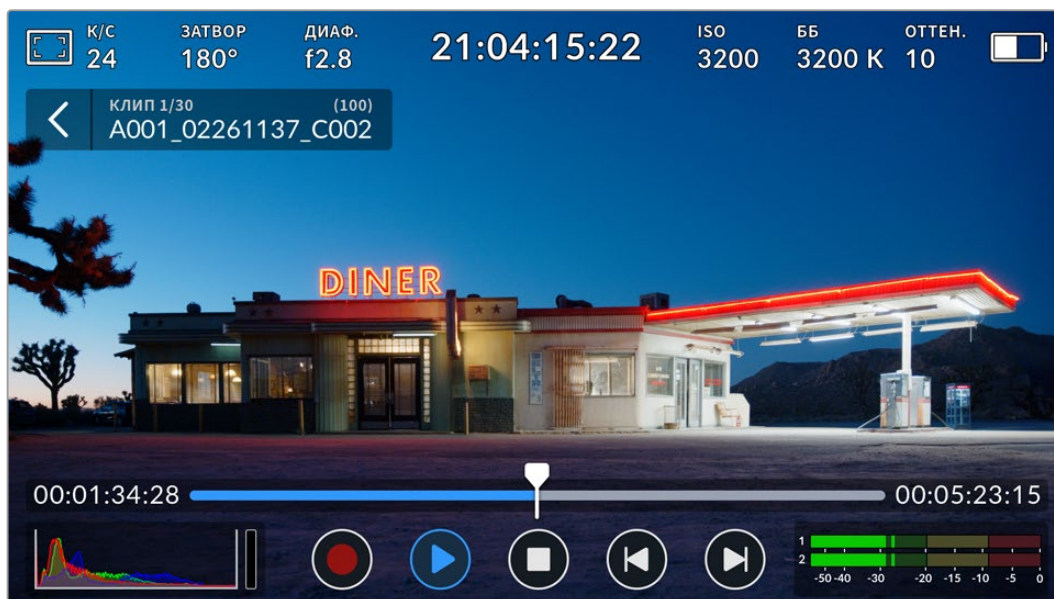 К/С ЗАТВОР ДИАФ. ISO ББ ОТТЕН.
24 180° f2.8 21:04:15:22 3200 3200 K 10
КЛИП 1/30 (100)
A001_02261137_C002
DINER
00:01:34:28 00:05:23:15
1
2
-50 -40 -30 -20 -15 -10 -5 0